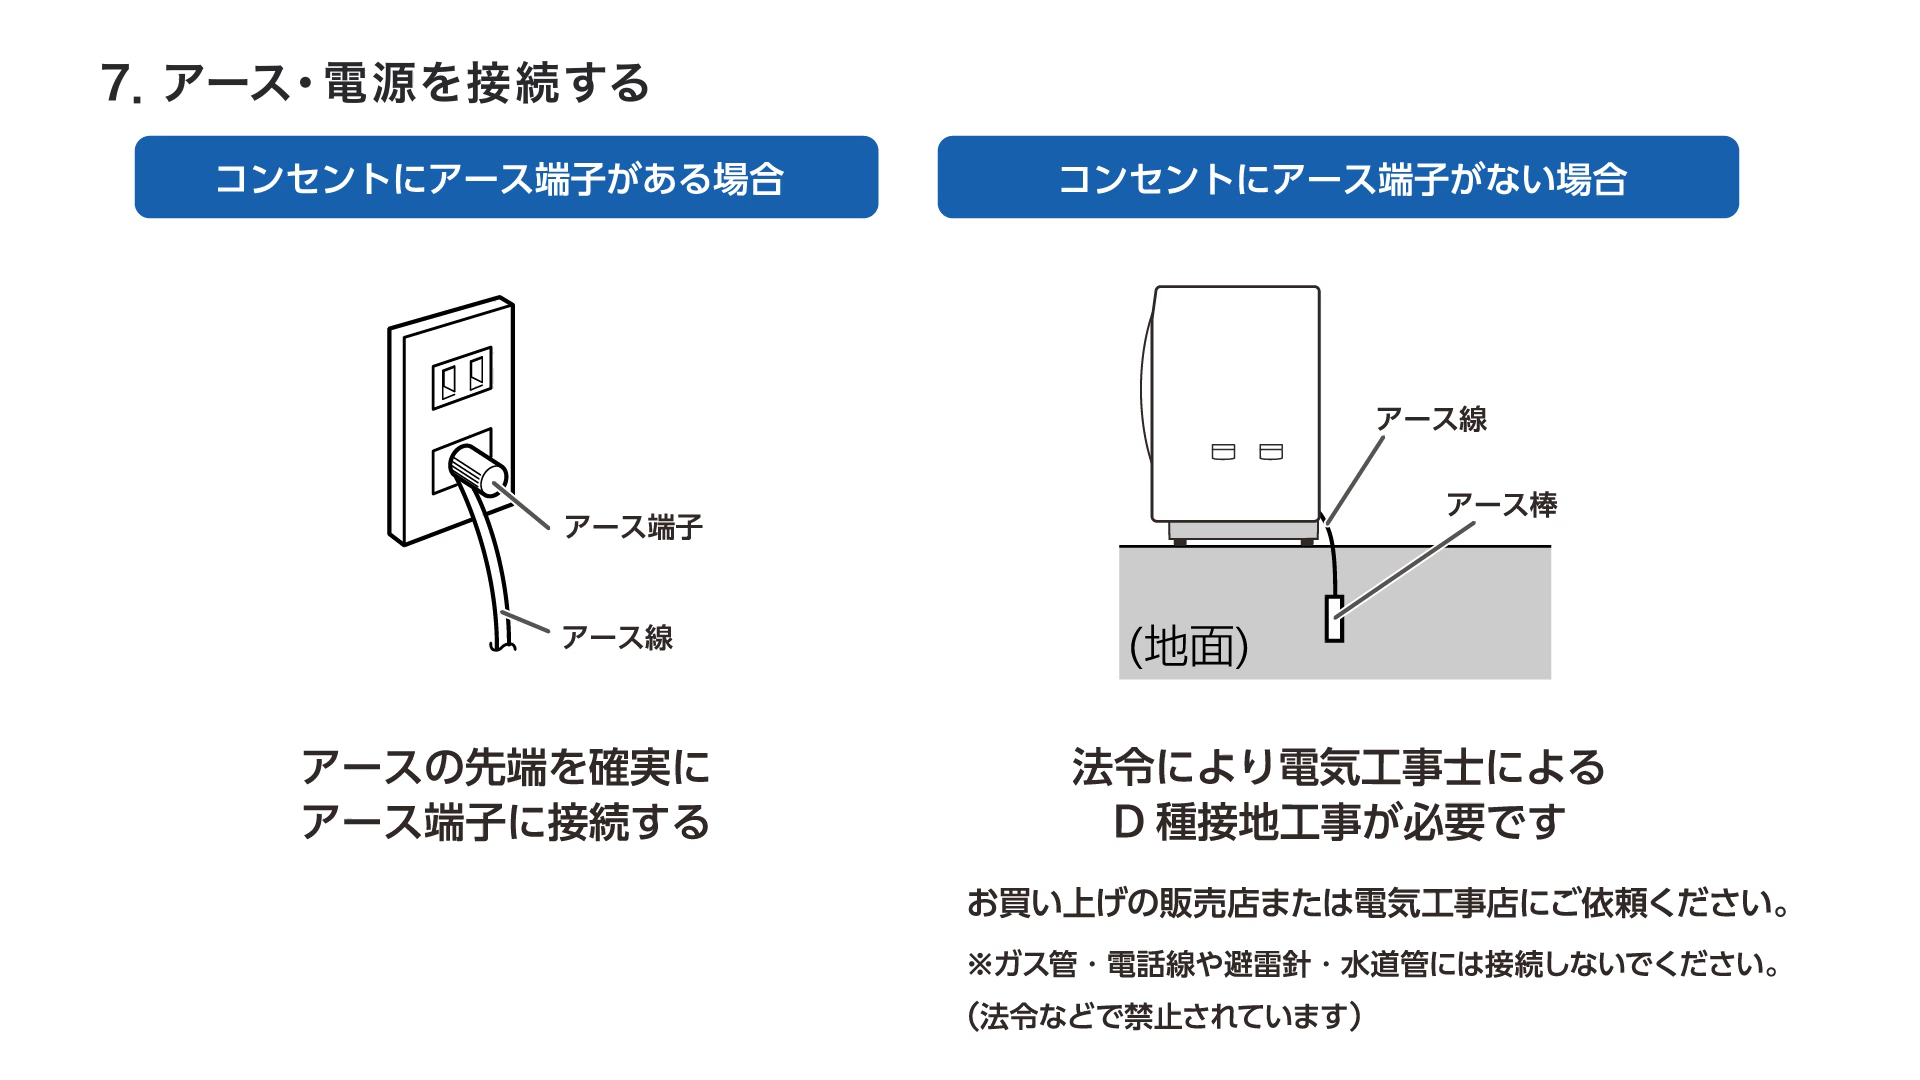 7. アース・電源を接続する
コンセントにアース端子がある場合
アース端子
アース線
アースの先端を確実に
アース端子に接続する
コンセントにアース端子がない場合
アース線
アース棒
(地面)
法令により電気工事士による
D 種接地工事が必要です
お買い上げの販売店または電気工事店にご依頼ください。
※ガス管・電話線や避雷針・水道管には接続しないでください。
（法令などで禁止されています）